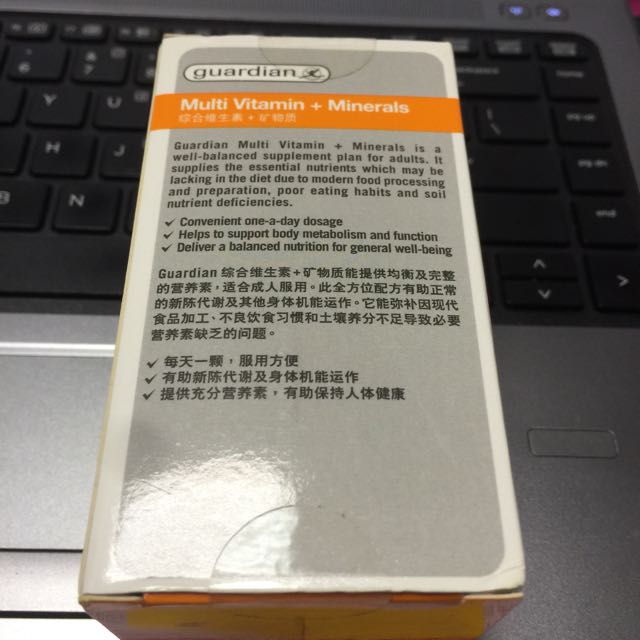 guardian
Multi Vitamin + Minerals
综合维生素 + 矿物质
Guardian Multi Vitamin + Minerals is a
well-balanced supplement plan for adults. It
supplies the essential nutrients which may be
lacking in the diet due to modern food processing
and preparation, poor eating habits and soil
nutrient deficiencies.
✓ Convenient one-a-day dosage
✓ Helps to support body metabolism and function
✓ Deliver a balanced nutrition for general well-being
Guardian 综合维生素+矿物质能提供均衡及完整
的营养素，适合成人服用。此全方位配方有助正常
的新陈代谢及其他身体机能运作。它能弥补因现代
食品加工、不良饮食习惯和土壤养分不足导致必要
营养素缺乏的问题。
✓ 每天一颗，服用方便
✓ 有助新陈代谢及身体机能运作
✓ 提供充分营养素，有助保持人体健康
home
end
N
M
B